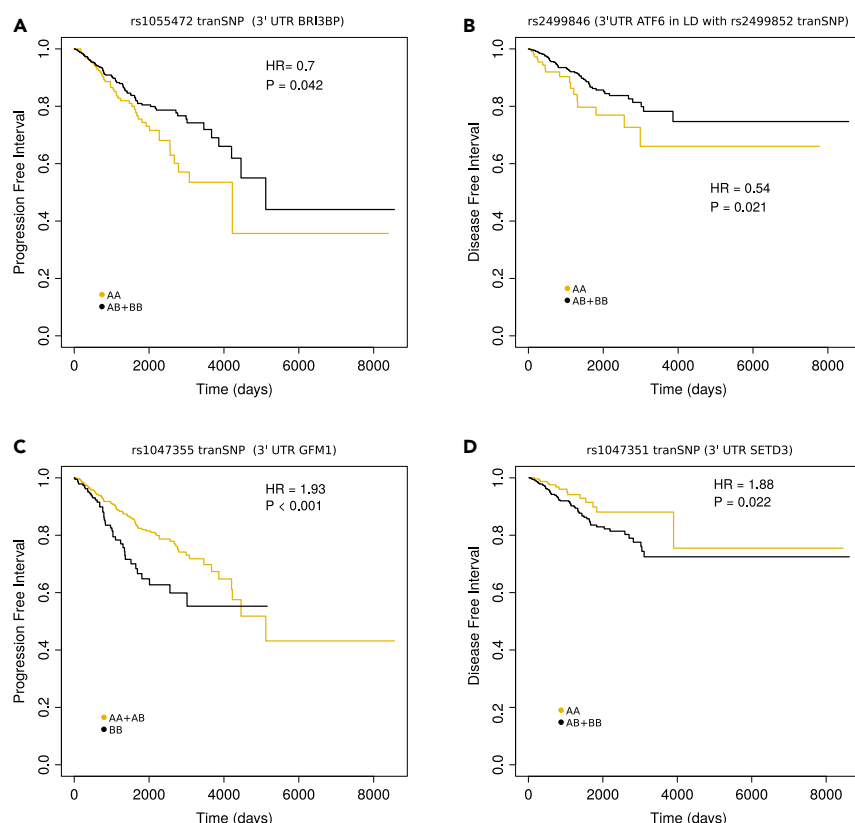 A
rs1055472 tranSNP (3' UTR BRI3BP)
HR= 0.7
P = 0.042
Progression Free Interval
0.0 0.2 0.4 0.6 0.8 1.0
AA
AB+BB
0 2000 4000 6000 8000
Time (days)
B
rs2499846 (3'UTR ATF6 in LD with rs2499852 tranSNP)
HR = 0.54
P = 0.021
Disease Free Interval
0.0 0.2 0.4 0.6 0.8 1.0
AA
AB+BB
0 2000 4000 6000 8000
Time (days)
C
rs1047355 tranSNP (3' UTR GFM1)
HR = 1.93
P < 0.001
Progression Free Interval
0.0 0.2 0.4 0.6 0.8 1.0
AA+AB
BB
0 2000 4000 6000 8000
Time (days)
D
rs1047351 tranSNP (3' UTR SETD3)
HR = 1.88
P = 0.022
Disease Free Interval
0.0 0.2 0.4 0.6 0.8 1.0
AA
AB+BB
0 2000 4000 6000 8000
Time (days)